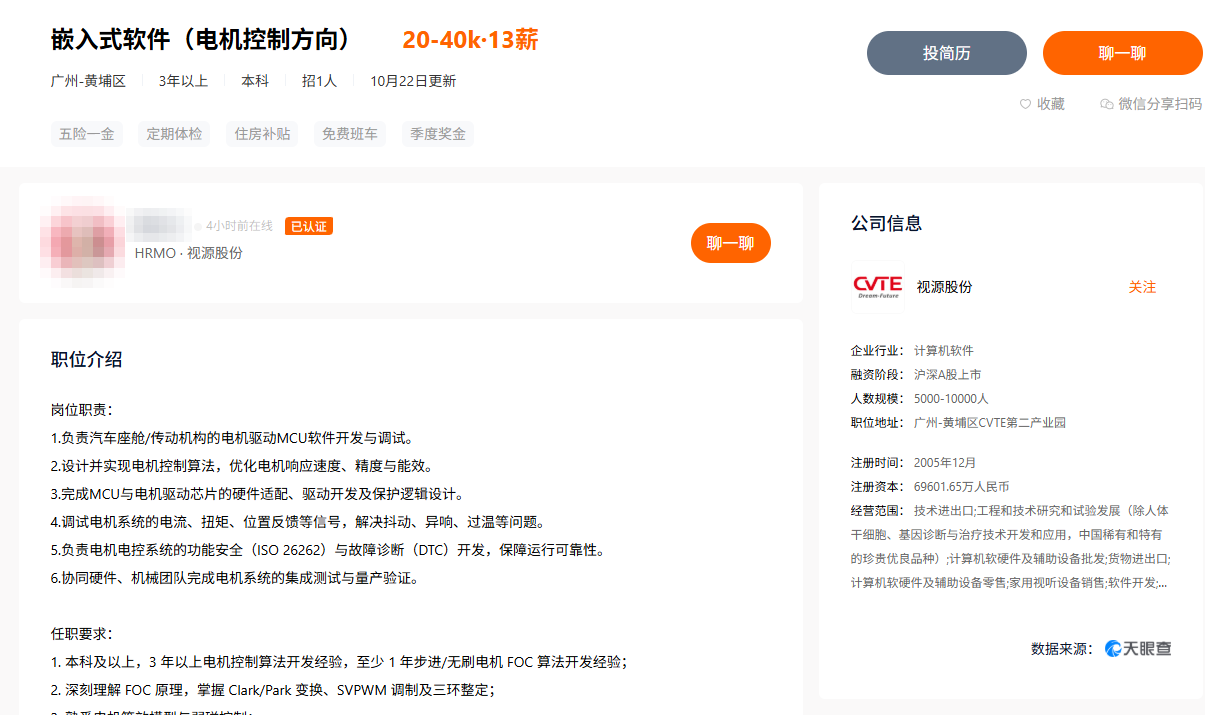 嵌入式软件（电机控制方向） 20-40k·13薪
投简历 聊一聊
广州-黄埔区 3年以上 本科 招1人 10月22日更新
收藏 微信分享扫码
五险一金 定期体检 住房补贴 免费班车 季度奖金
4小时前在线 已认证
HRMO · 视源股份
聊一聊
职位介绍
岗位职责：
1.负责汽车座舱/传动机构的电机驱动MCU软件开发与调试。
2.设计并实现电机控制算法，优化电机响应速度、精度与能效。
3.完成MCU与电机驱动芯片的硬件适配、驱动开发及保护逻辑设计。
4.调试电机系统的电流、扭矩、位置反馈等信号，解决抖动、异响、过温等问题。
5.负责电机电控系统的功能安全（ISO 26262）与故障诊断（DTC）开发，保障运行可靠性。
6.协同硬件、机械团队完成电机系统的集成测试与量产验证。
任职要求：
1. 本科及以上，3 年以上电机控制算法开发经验，至少 1 年步进/无刷电机 FOC 算法开发经验；
2. 深刻理解 FOC 原理，掌握 Clark/Park 变换、SVPWM 调制及三环整定；
公司信息
CVTE
Dream·Future
视源股份 关注
企业行业： 计算机软件
融资阶段： 沪深A股上市
人数规模： 5000-10000人
职位地址： 广州-黄埔区CVTE第二产业园
注册时间： 2005年12月
注册资本： 69601.65万人民币
经营范围： 技术进出口;工程和技术研究和试验发展（除人体
干细胞、基因诊断与治疗技术开发和应用，中国稀有和特有
的珍贵优良品种）;计算机软硬件及辅助设备批发;货物进出口;
计算机软硬件及辅助设备零售;家用视听设备销售;软件开发;...
数据来源： 天眼查